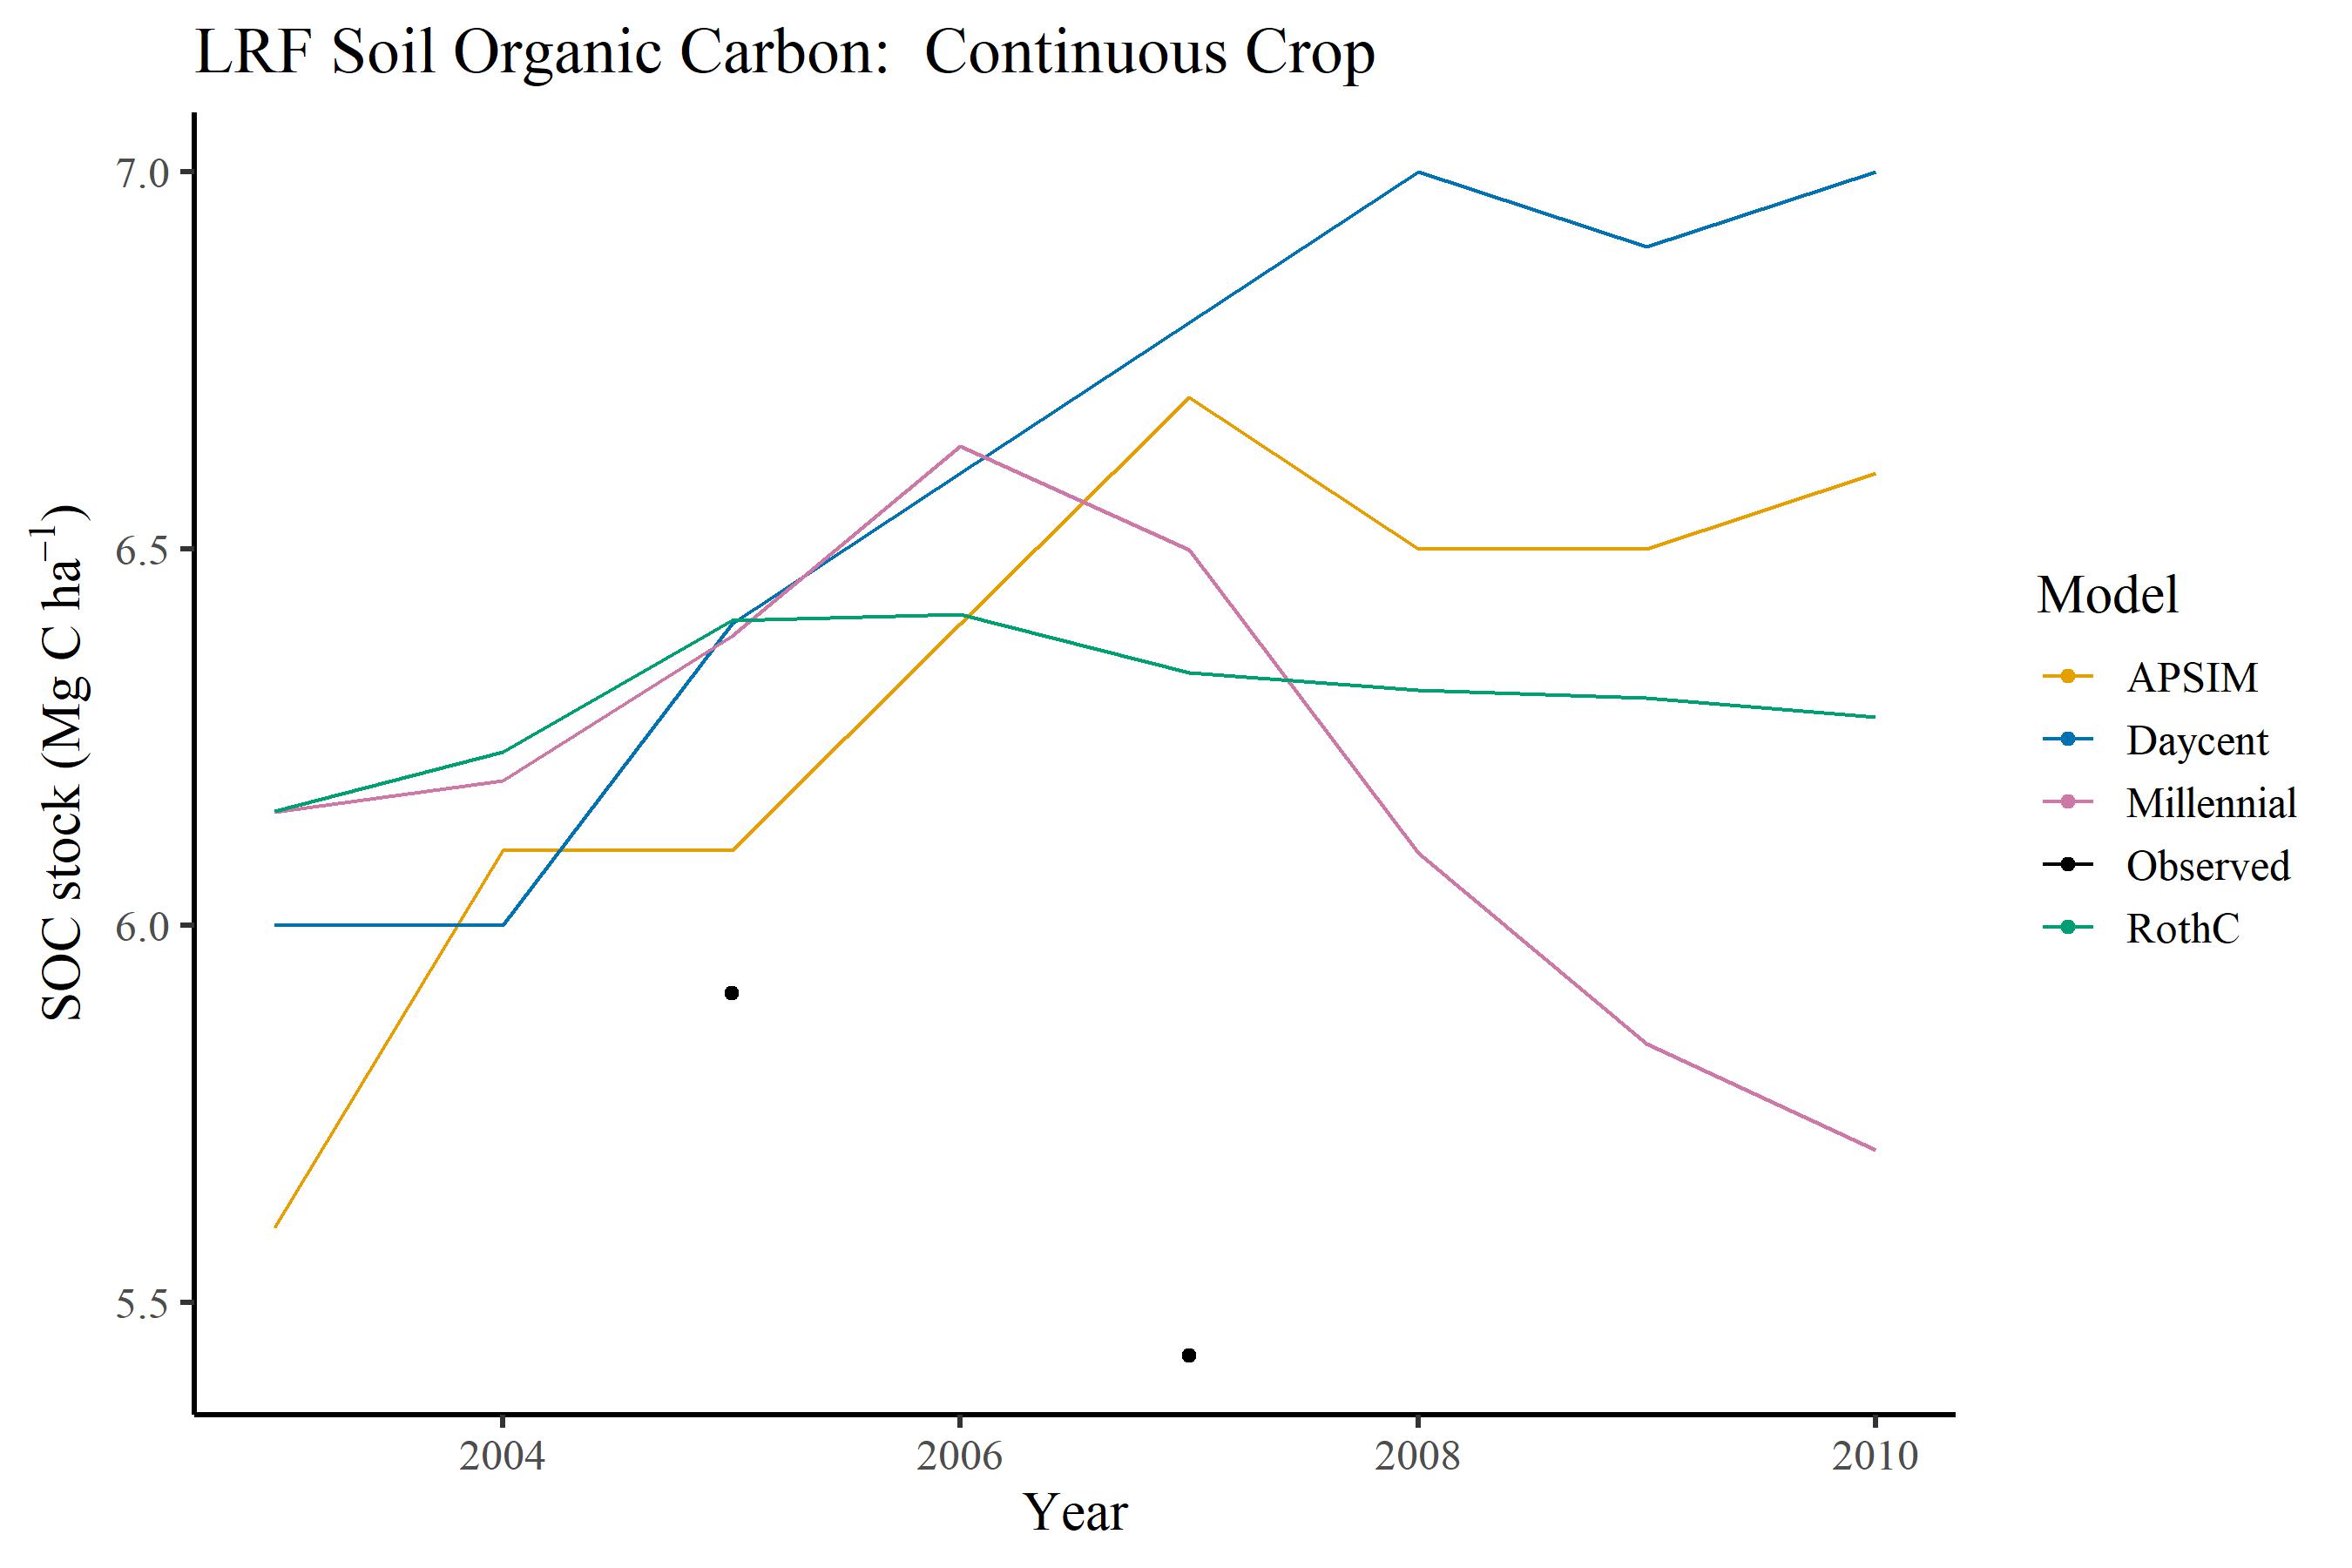 LRF Soil Organic Carbon:  Continuous Crop
SOC stock (Mg C ha⁻¹)
7.0
6.5
6.0
5.5
2004
2006
2008
2010
Year
Model
APSIM
Daycent
Millennial
Observed
RothC